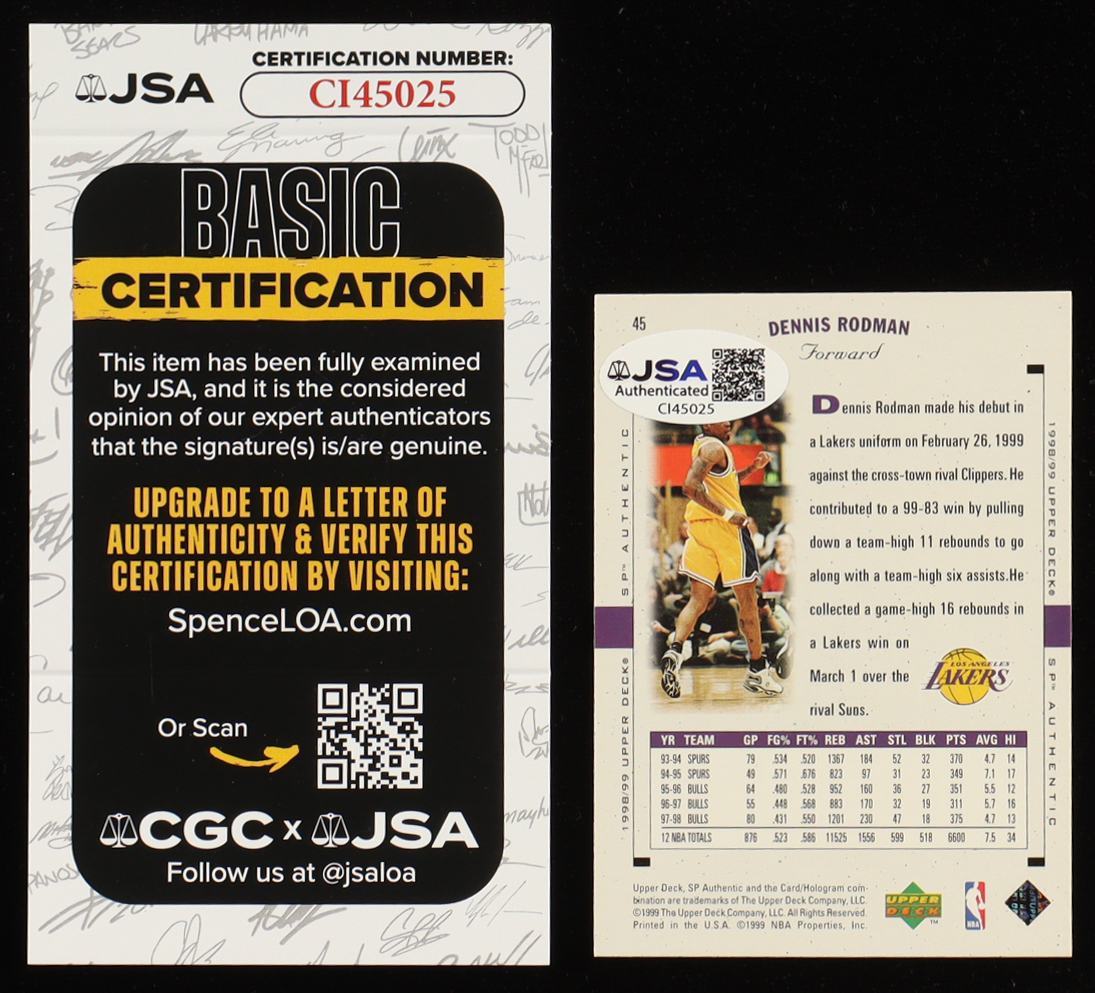 JSA
CERTIFICATION NUMBER:
CI45025
BASIC
CERTIFICATION
This item has been fully examined
by JSA, and it is the considered
opinion of our expert authenticators
that the signature(s) is/are genuine.
UPGRADE TO A LETTER OF
AUTHENTICITY & VERIFY THIS
CERTIFICATION BY VISITING:
SpenceLOA.com
Or Scan
CGC x JSA
Follow us at @jsaloa
45
DENNIS RODMAN
Forward
JSA
Authenticated
CI45025
Dennis Rodman made his debut in
a Lakers uniform on February 26, 1999
against the cross-town rival Clippers. He
contributed to a 99-83 win by pulling
down a team-high 11 rebounds to go
along with a team-high six assists.He
collected a game-high 16 rebounds in
a Lakers win on
March 1 over the
rival Suns.
LOS ANGELES
LAKERS
1998/99 UPPER DECK® SP™ AUTHENTIC
1998/99 UPPER DECK® SP™ AUTHENTIC
YR TEAM GP FG% FT% REB AST STL BLK PTS AVG HI
93-94 SPURS 79 .534 .520 1367 184 52 32 370 4.7 14
94-95 SPURS 49 .571 .676 823 97 31 23 349 7.1 17
95-96 BULLS 64 .480 .528 952 160 36 27 351 5.5 12
96-97 BULLS 55 .448 .568 883 170 32 19 311 5.7 16
97-98 BULLS 80 .431 .550 1201 230 47 18 375 4.7 13
12 NBA TOTALS 876 .523 .586 11525 1556 599 518 6600 7.5 34
Upper Deck, SP Authentic and the Card/Hologram com-
bination are trademarks of The Upper Deck Company, LLC.
©1999 The Upper Deck Company, LLC. All Rights Reserved.
Printed in the U.S.A. ©1999 NBA Properties, Inc.
UPPER
DECK
™
NBA